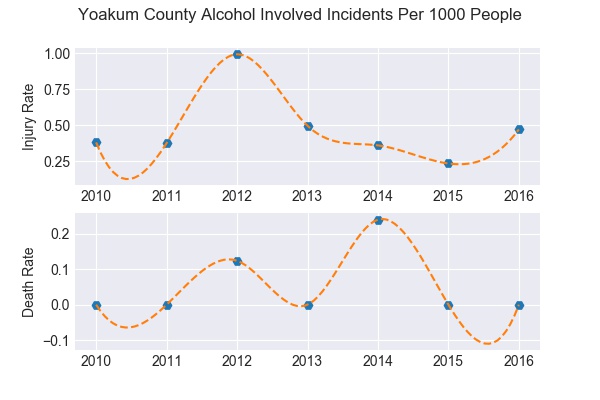 Yoakum County Alcohol Involved Incidents Per 1000 People
1.00
0.75
0.50
0.25
Injury Rate
2010 2011 2012 2013 2014 2015 2016
0.2
0.1
0.0
−0.1
Death Rate
2010 2011 2012 2013 2014 2015 2016